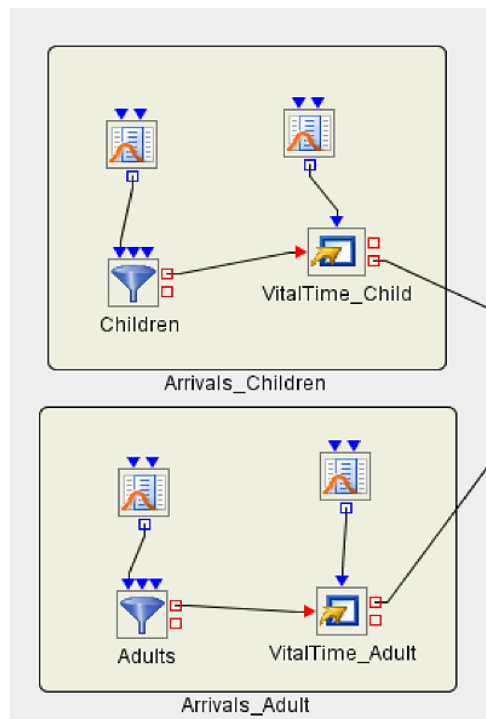 Children
VitalTime_Child
Arrivals_Children
Adults
VitalTime_Adult
Arrivals_Adult